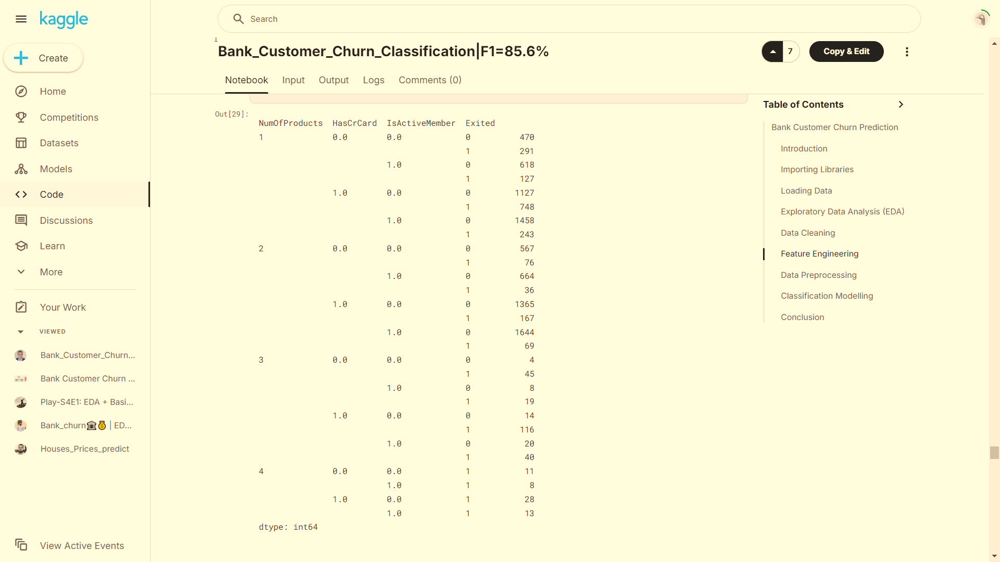 kaggle
Search
Create
Home
Competitions
Datasets
Models
Code
Discussions
Learn
More
Your Work
VIEWED
Bank_Customer_Churn...
Bank Customer Churn ...
Play-S4E1: EDA + Basi...
Bank_churn🏛️💰 | ED...
Houses_Prices_predict
View Active Events
Bank_Customer_Churn_Classification|F1=85.6%
7
Copy & Edit
Notebook Input Output Logs Comments (0)
Out[29]:
NumOfProducts HasCrCard IsActiveMember Exited
1 0.0 0.0 0 470
1 291
1.0 0 618
1 127
1.0 0.0 0 1127
1 748
1.0 0 1458
1 243
2 0.0 0.0 0 567
1 76
1.0 0 664
1 36
1.0 0.0 0 1365
1 167
1.0 0 1644
1 69
3 0.0 0.0 0 4
1 45
1.0 0 8
1 19
1.0 0.0 0 14
1 116
1.0 0 20
1 40
4 0.0 0.0 1 11
1.0 1 8
1.0 0.0 1 28
1.0 1 13
dtype: int64
Table of Contents
Bank Customer Churn Prediction
Introduction
Importing Libraries
Loading Data
Exploratory Data Analysis (EDA)
Data Cleaning
Feature Engineering
Data Preprocessing
Classification Modelling
Conclusion